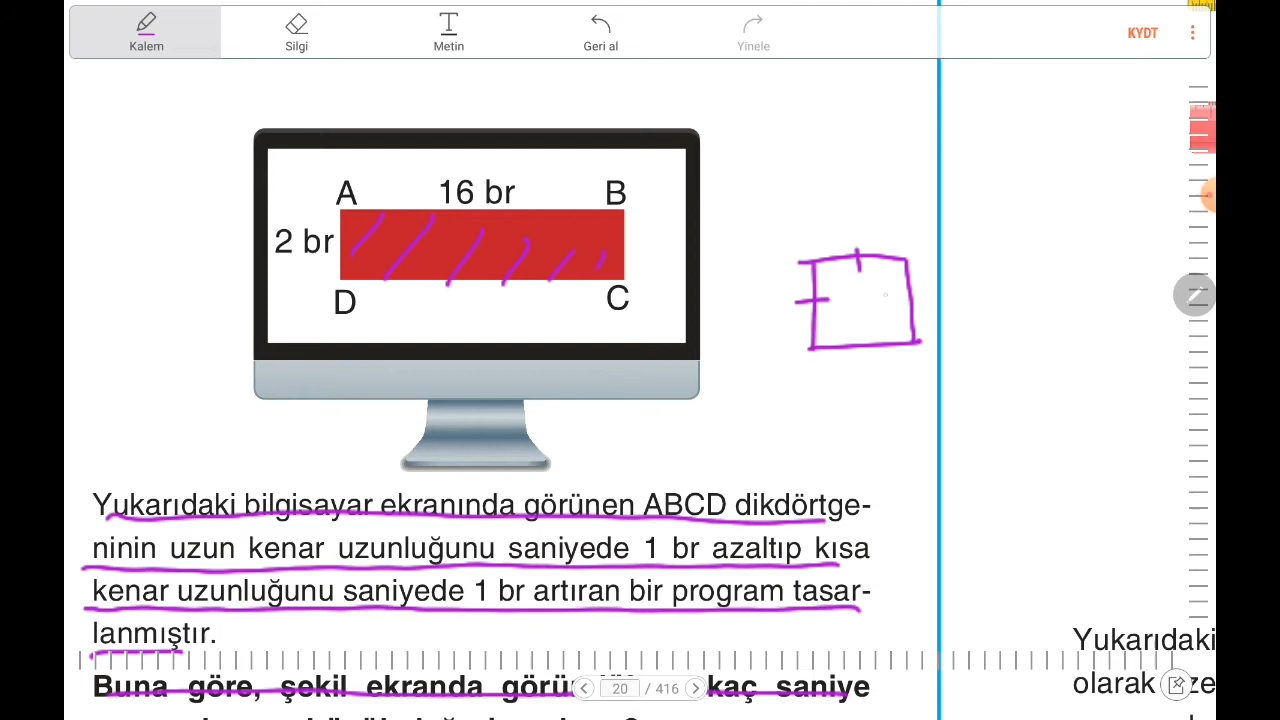 Kalem Silgi Metin Geri al Yinele KYDT
A 16 br B
2 br
D C
Yukarıdaki bilgisayar ekranında görünen ABCD dikdörtge-
ninin uzun kenar uzunluğunu saniyede 1 br azaltıp kısa
kenar uzunluğunu saniyede 1 br artıran bir program tasar-
lanmıştır.
Buna göre, şekil ekranda kaç saniye
20 / 416
Yukarıdaki
olarak